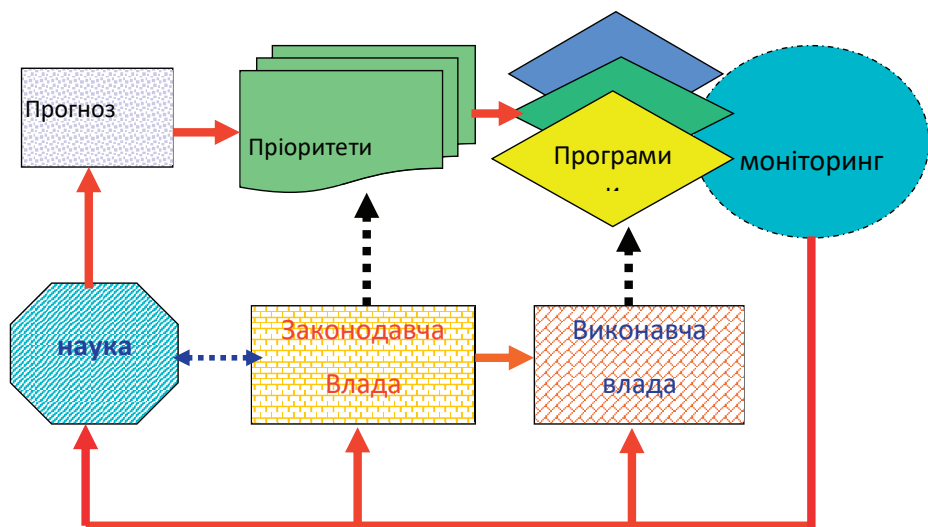 Прогноз
Пріоритети
Програми
и
моніторинг
наука
Законодавча
Влада
Виконавча
влада